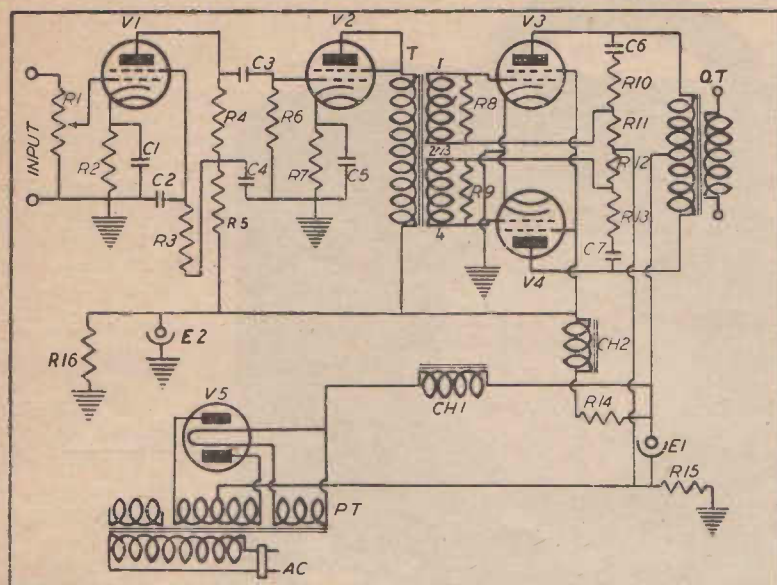 V1
V2
V3
C6
R10
R11
R12
R13
C7
O.T
C3
T
1
R1
INPUT
R2
C1
C2
R4
R6
R7
C4
C5
R8
2
3
R9
4
V4
R3
R5
R16
E2
CH2
CH1
R14
V5
E1
R15
PT
AC